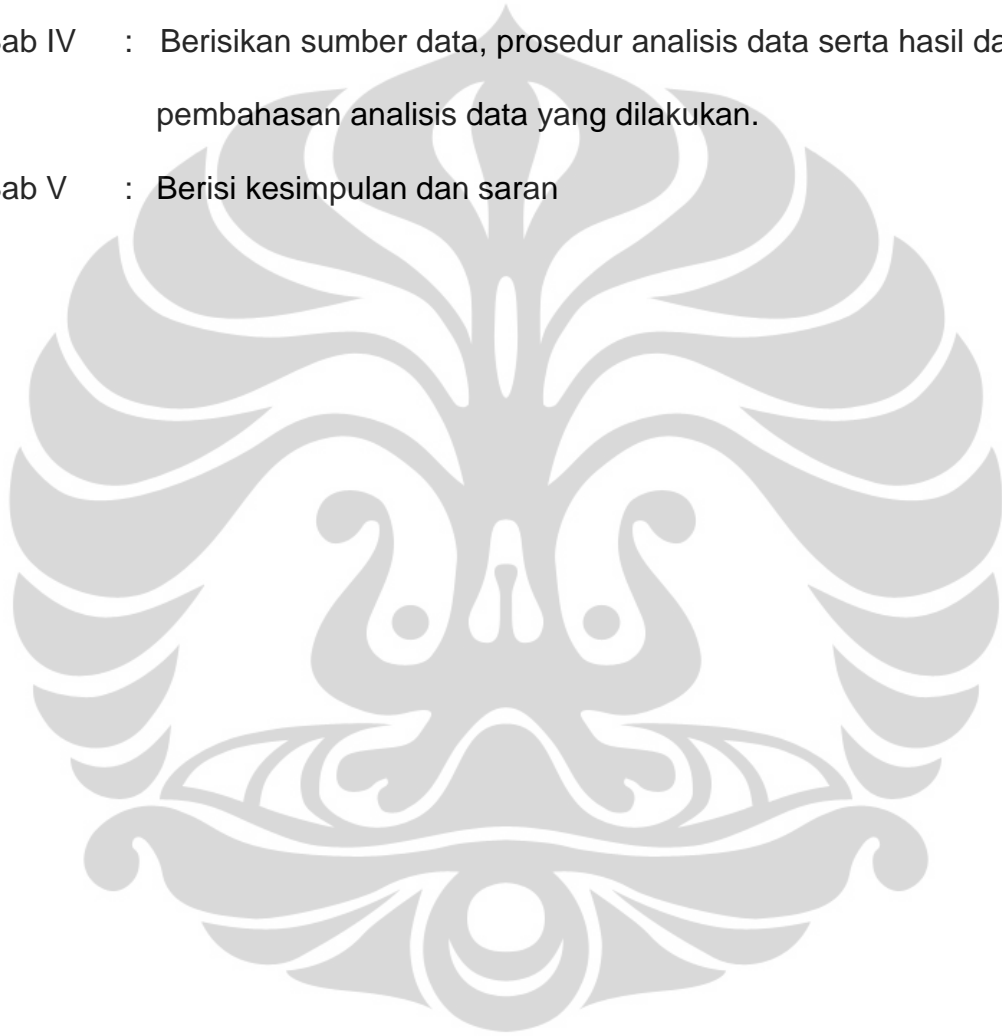 ab IV : Berisikan sumber data, prosedur analisis data serta hasil da
pembahasan analisis data yang dilakukan.
ab V : Berisi kesimpulan dan saran